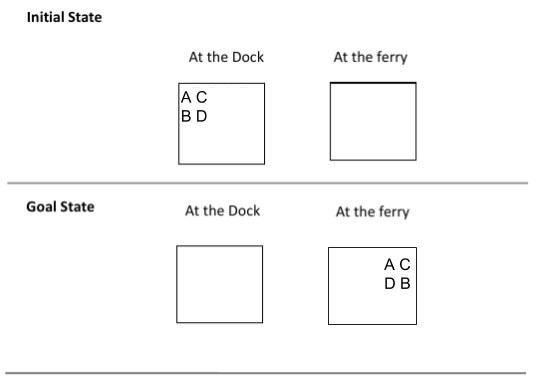 Initial State
At the Dock At the ferry
A C
B D
Goal State
At the Dock At the ferry
A C
D B